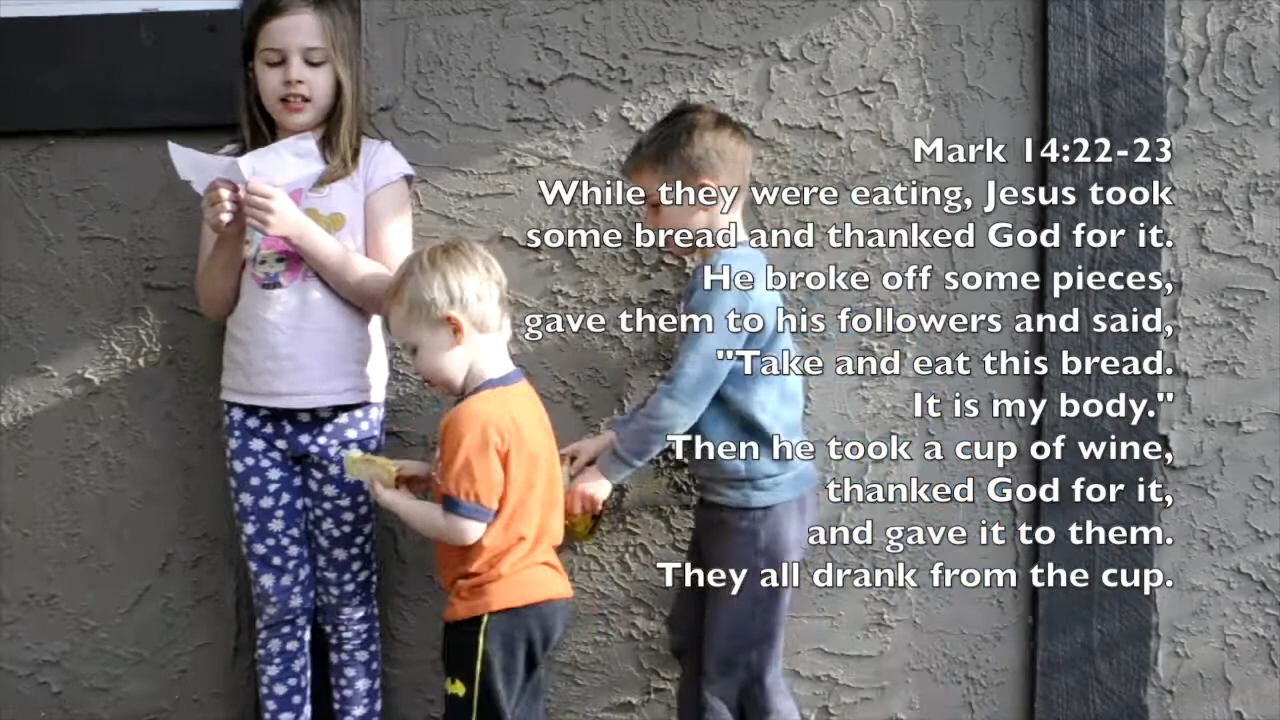 Mark 14:22-23
While they were eating, Jesus took
some bread and thanked God for it.
He broke off some pieces,
gave them to his followers and said,
"Take and eat this bread.
It is my body."
Then he took a cup of wine,
thanked God for it,
and gave it to them.
They all drank from the cup.